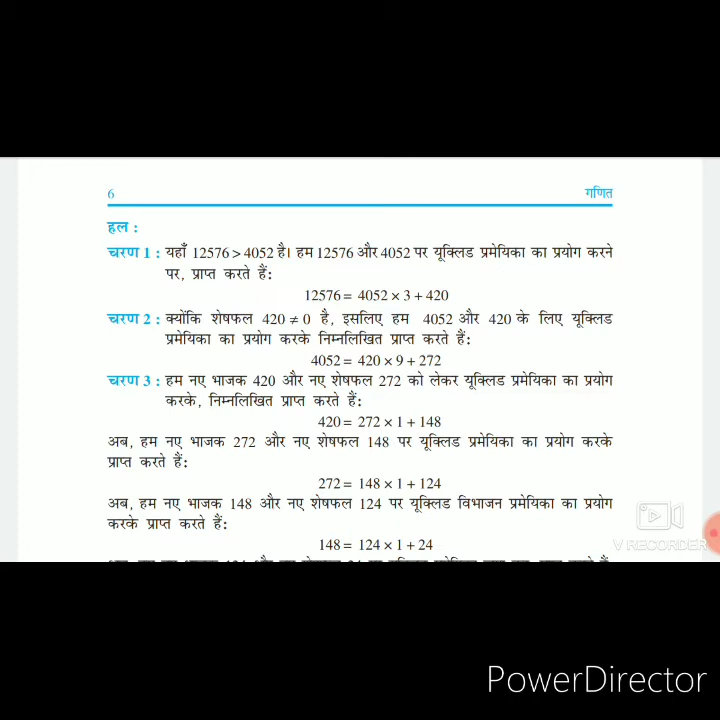 6 गणित
हल :
चरण 1 : यहाँ 12576 > 4052 है। हम 12576 और 4052 पर यूक्लिड प्रमेयिका का प्रयोग करने
पर, प्राप्त करते हैं:
12576 = 4052 × 3 + 420
चरण 2 : क्योंकि शेषफल 420 ≠ 0 है, इसलिए हम 4052 और 420 के लिए यूक्लिड
प्रमेयिका का प्रयोग करके निम्नलिखित प्राप्त करते हैं:
4052 = 420 × 9 + 272
चरण 3 : हम नए भाजक 420 और नए शेषफल 272 को लेकर यूक्लिड प्रमेयिका का प्रयोग
करके, निम्नलिखित प्राप्त करते हैं:
420 = 272 × 1 + 148
अब, हम नए भाजक 272 और नए शेषफल 148 पर यूक्लिड प्रमेयिका का प्रयोग करके
प्राप्त करते हैं:
272 = 148 × 1 + 124
अब, हम नए भाजक 148 और नए शेषफल 124 पर यूक्लिड विभाजन प्रमेयिका का प्रयोग
करके प्राप्त करते हैं:
148 = 124 × 1 + 24
V RECORDER
PowerDirector